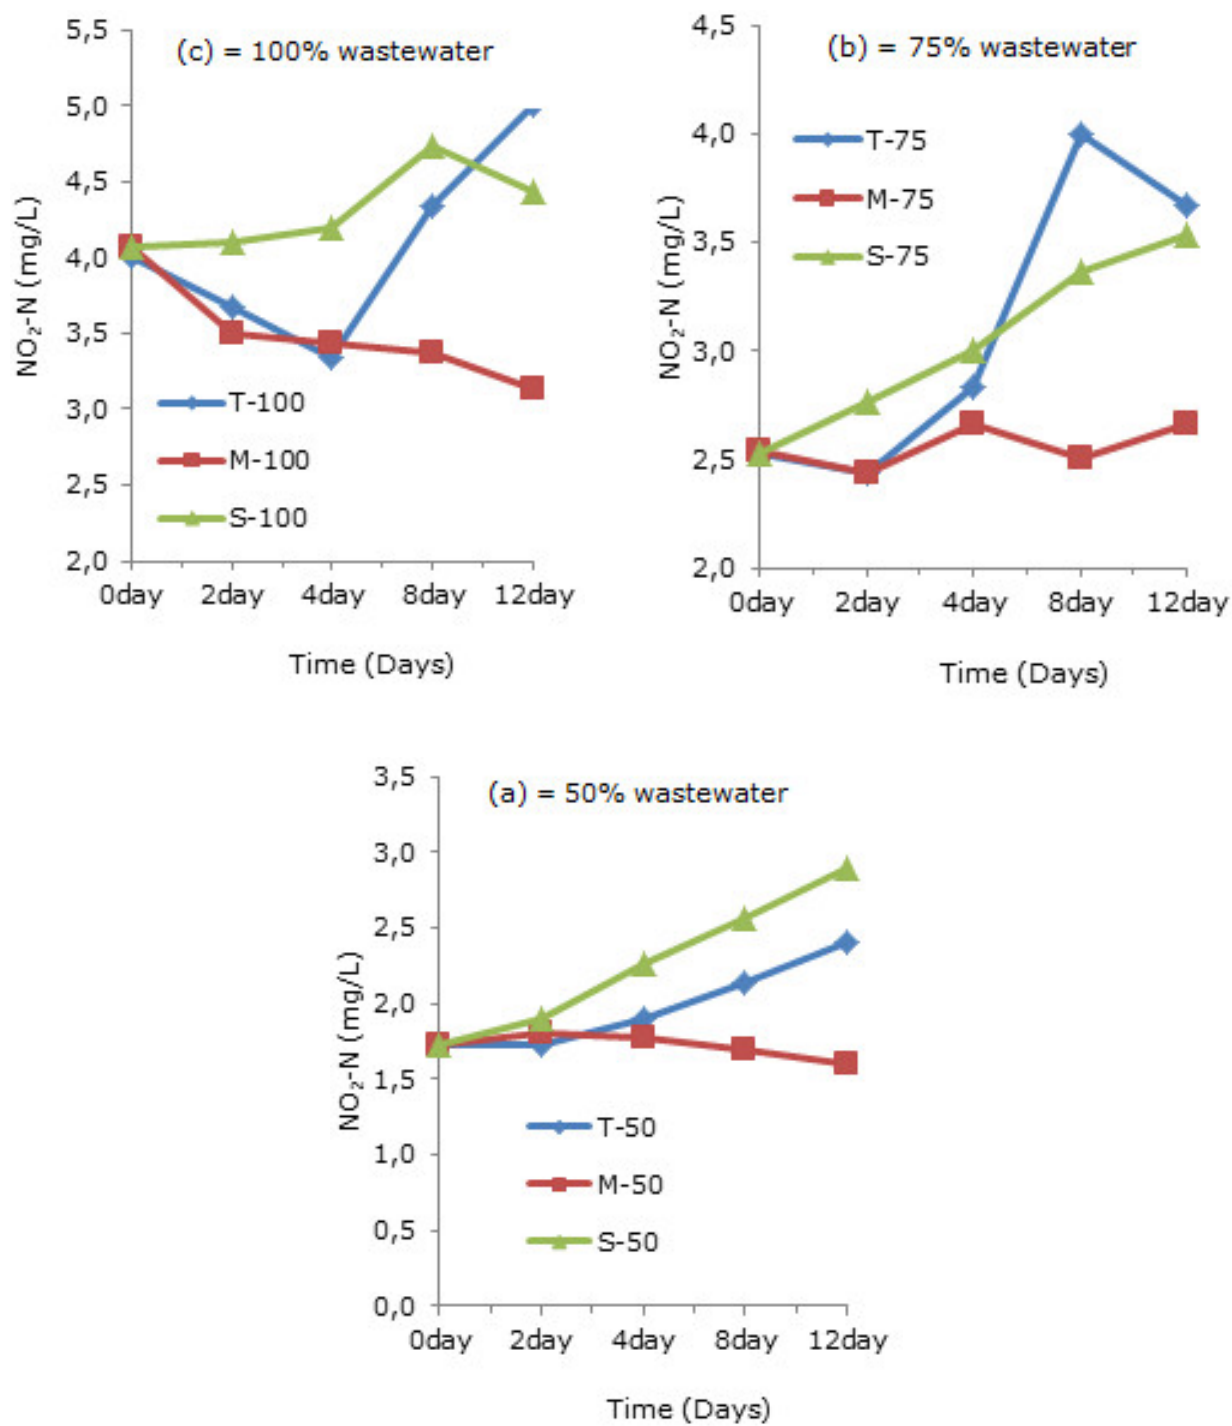 (c) = 100% wastewater
NO₂-N (mg/L)
5,5
5,0
4,5
4,0
3,5
3,0
2,5
2,0
T-100
M-100
S-100
0day 2day 4day 8day 12day
Time (Days)
(b) = 75% wastewater
NO₂-N (mg/L)
4,5
4,0
3,5
3,0
2,5
2,0
T-75
M-75
S-75
0day 2day 4day 8day 12day
Time (Days)
(a) = 50% wastewater
NO₂-N (mg/L)
3,5
3,0
2,5
2,0
1,5
1,0
0,5
0,0
T-50
M-50
S-50
0day 2day 4day 8day 12day
Time (Days)